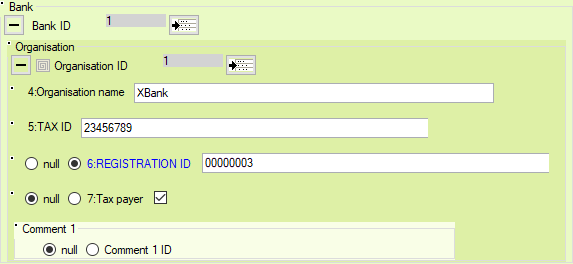 Bank
Bank ID 1
Organisation
Organisation ID 1
4:Organisation name XBank
5:TAX ID 23456789
null 6:REGISTRATION ID 00000003
null 7:Tax payer
Comment 1
null Comment 1 ID